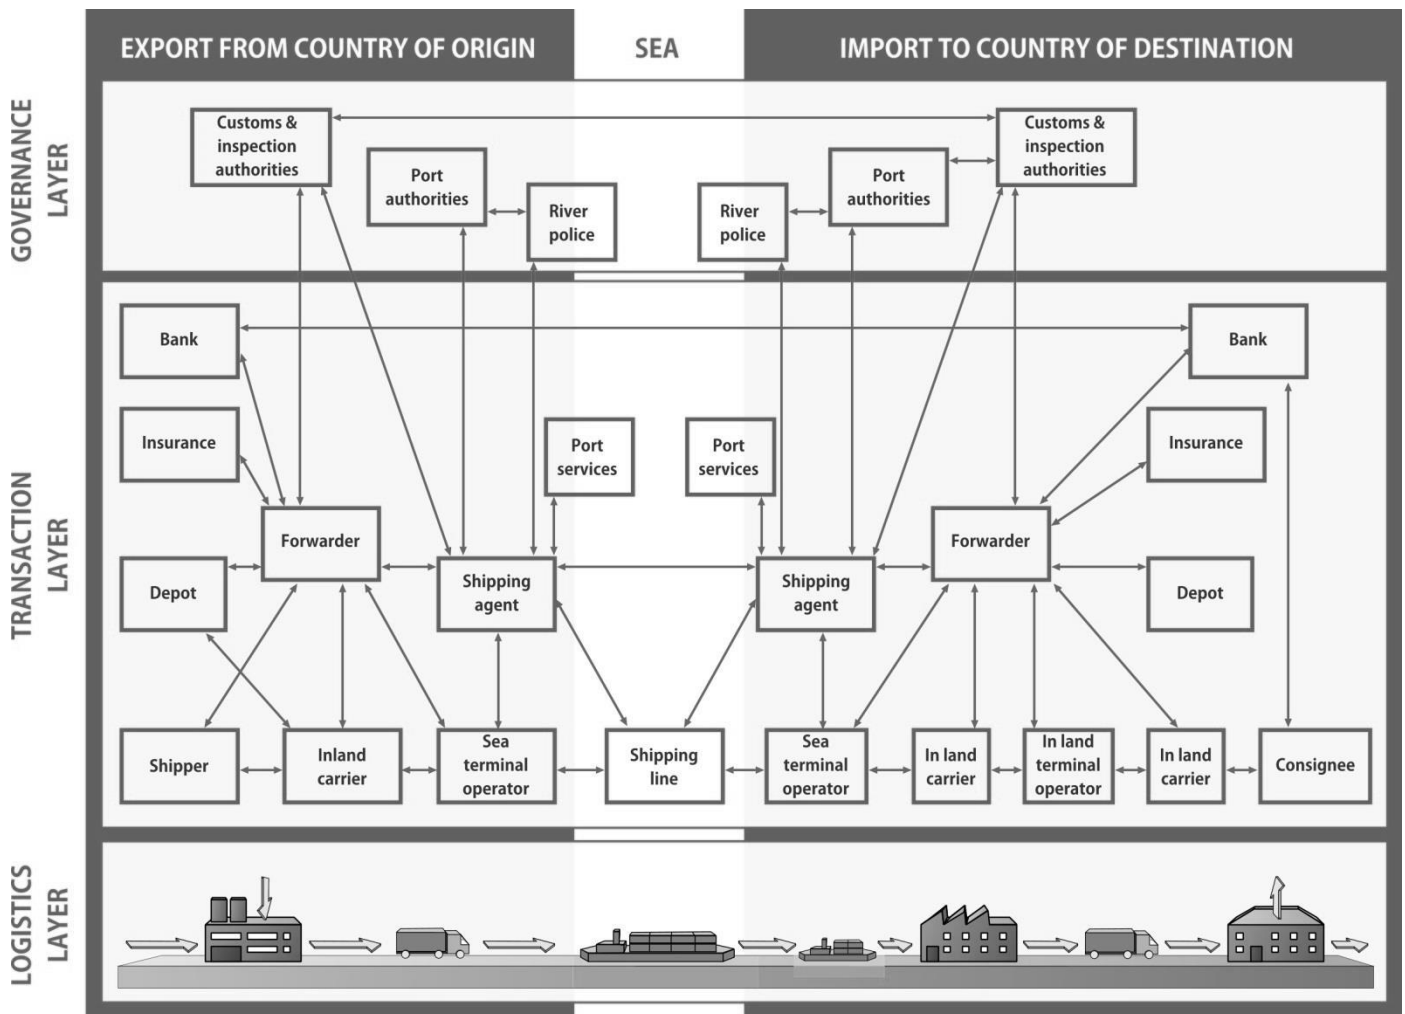 EXPORT FROM COUNTRY OF ORIGIN
SEA
IMPORT TO COUNTRY OF DESTINATION
GOVERNANCE
LAYER
Customs &
inspection
authorities
Port
authorities
River
police
River
police
Port
authorities
Customs &
inspection
authorities
TRANSACTION
LAYER
Bank
Bank
Insurance
Port
services
Port
services
Insurance
Forwarder
Forwarder
Depot
Shipping
agent
Shipping
agent
Depot
Shipper
Inland
carrier
Sea
terminal
operator
Shipping
line
Sea
terminal
operator
In land
carrier
In land
terminal
operator
In land
carrier
Consignee
LOGISTICS
LAYER